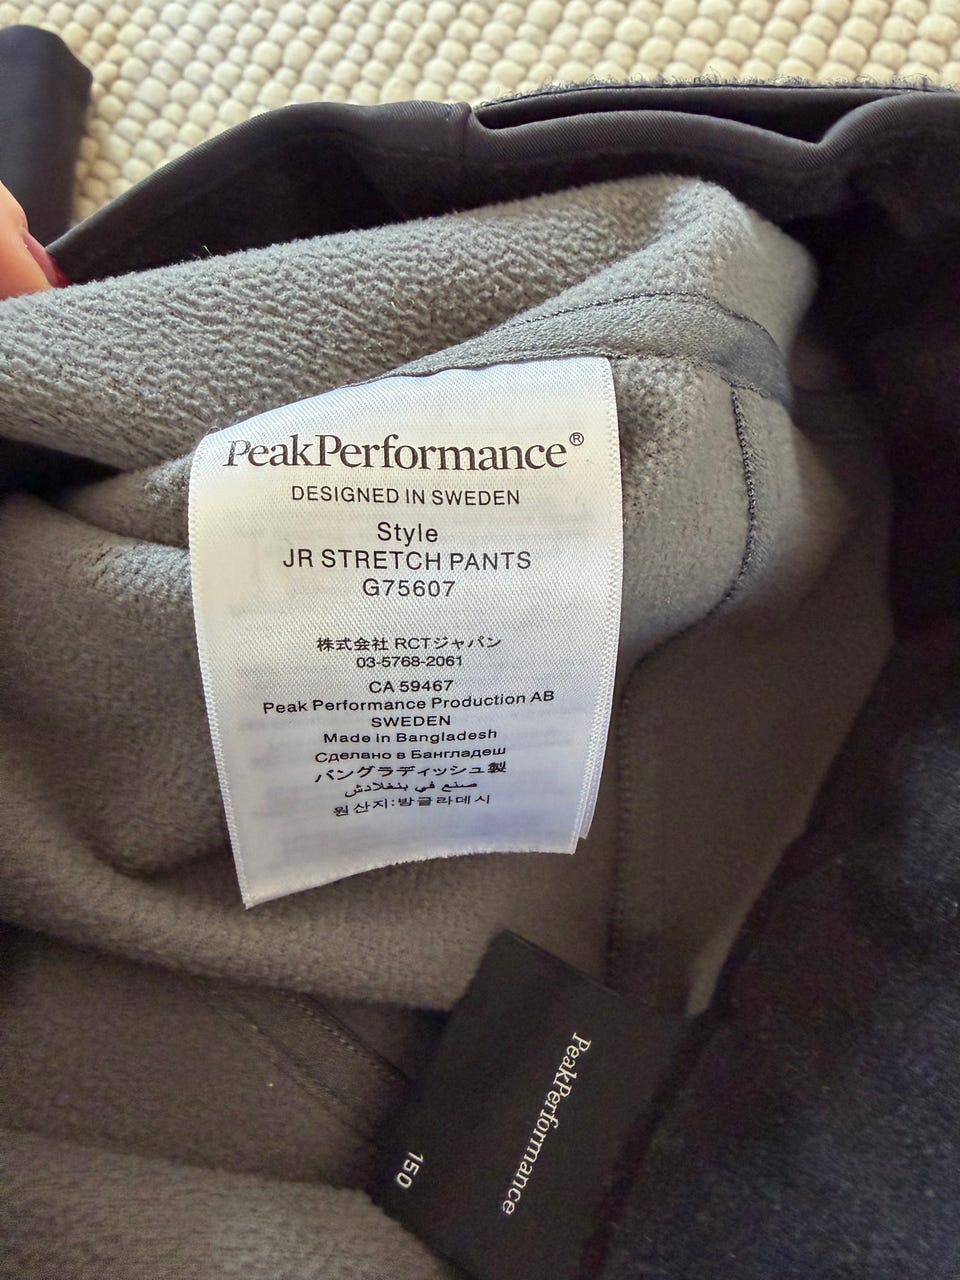 PeakPerformance®
DESIGNED IN SWEDEN
Style
JR STRETCH PANTS
G75607
株式会社 RCTジャパン
03-5768-2061
CA 59467
Peak Performance Production AB
SWEDEN
Made in Bangladesh
Сделано в Бангладеш
バングラディッシュ製
صنع في بنغلادش
원산지:방글라데시
PeakPerformance
150